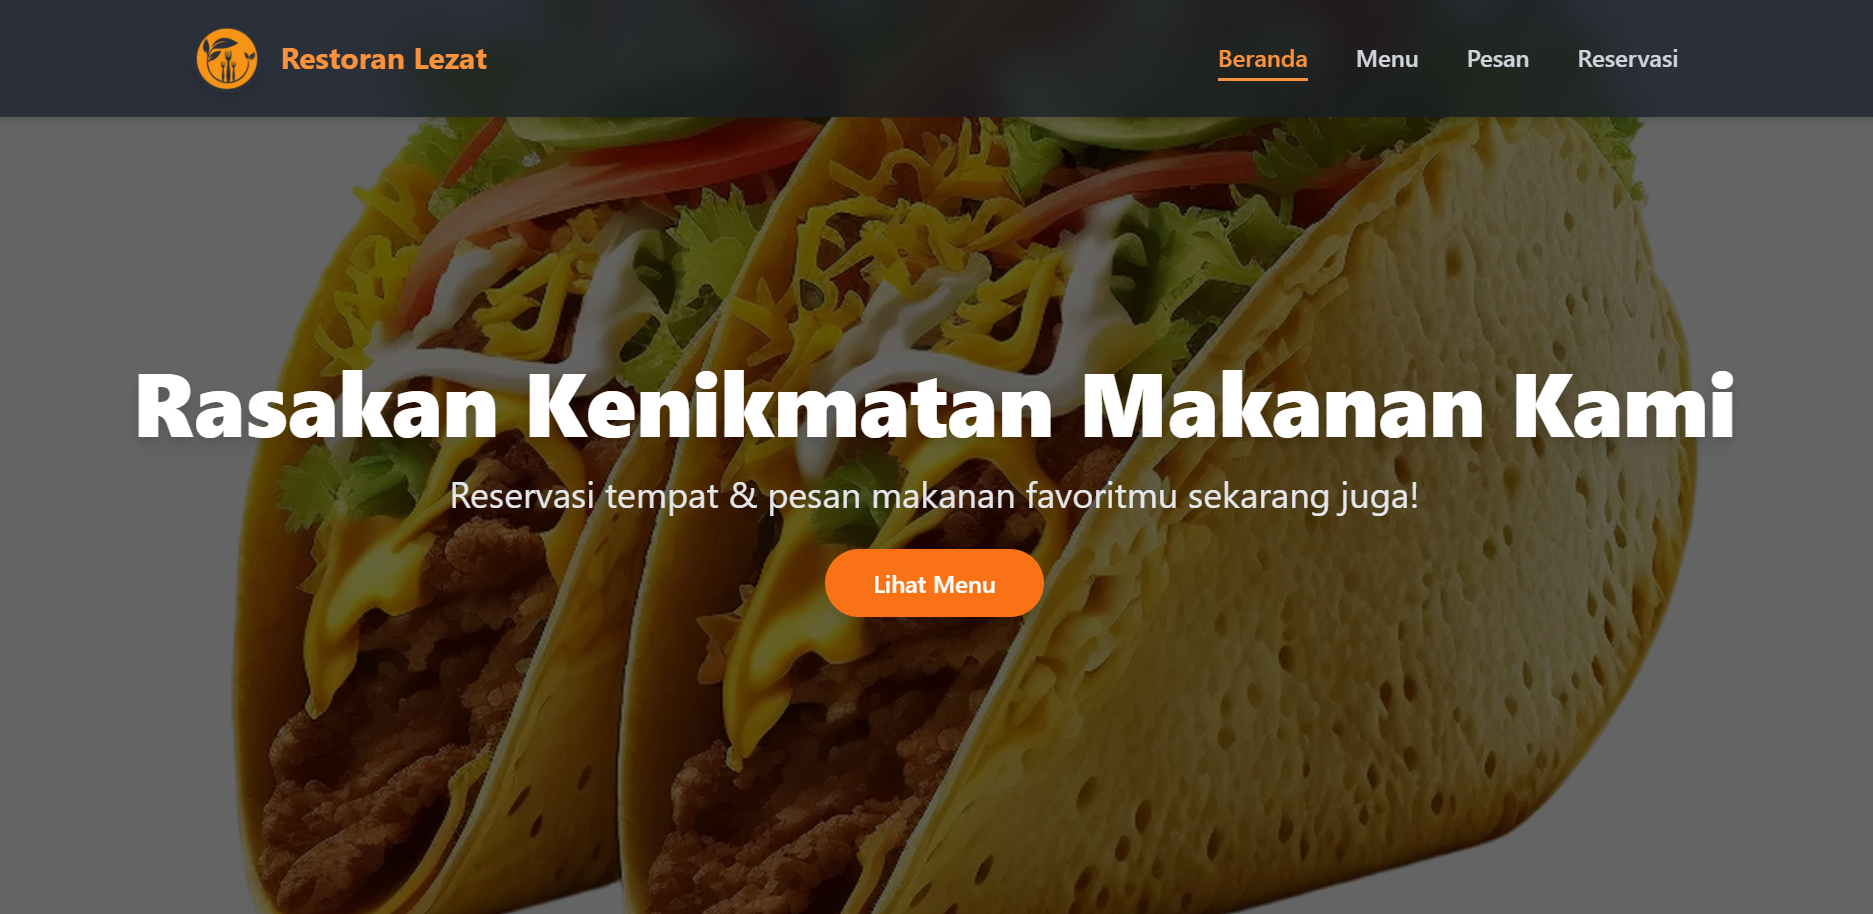 Restoran Lezat
Beranda Menu Pesan Reservasi
Rasakan Kenikmatan Makanan Kami
Reservasi tempat & pesan makanan favoritmu sekarang juga!
Lihat Menu